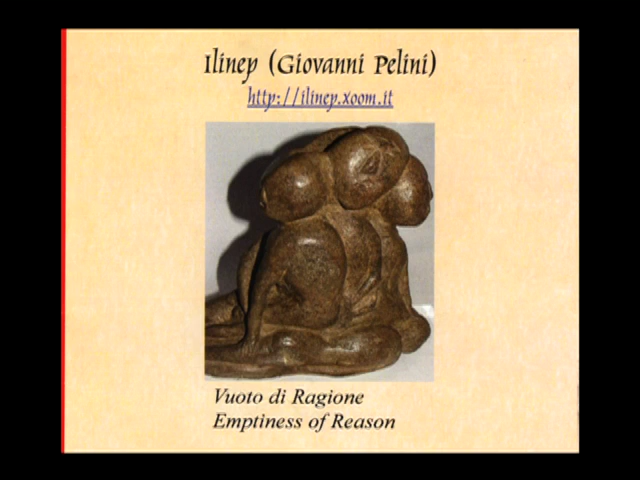 Ilinep (Giovanni Pelini)
http://ilinep.xoom.it
Vuoto di Ragione
Emptiness of Reason